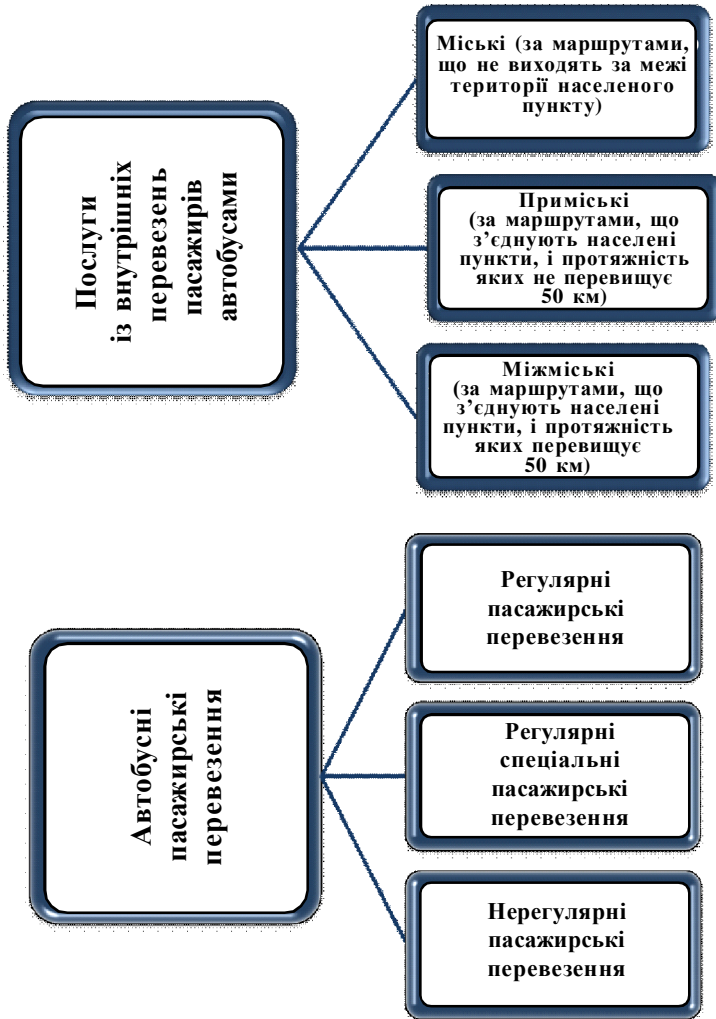 Послуги
із внутрішніх
перевезень
пасажирів
автобусами
Міські (за маршрутами,
що не виходять за межі
території населеного
пункту)
Приміські
(за маршрутами, що
з’єднують населені
пункти, і протяжність
яких не перевищує
50 км)
Міжміські
(за маршрутами, що
з’єднують населені
пункти, і протяжність
яких перевищує
50 км)
Автобусні
пасажирські
перевезення
Регулярні
пасажирські
перевезення
Регулярні
спеціальні
пасажирські
перевезення
Нерегулярні
пасажирські
перевезення